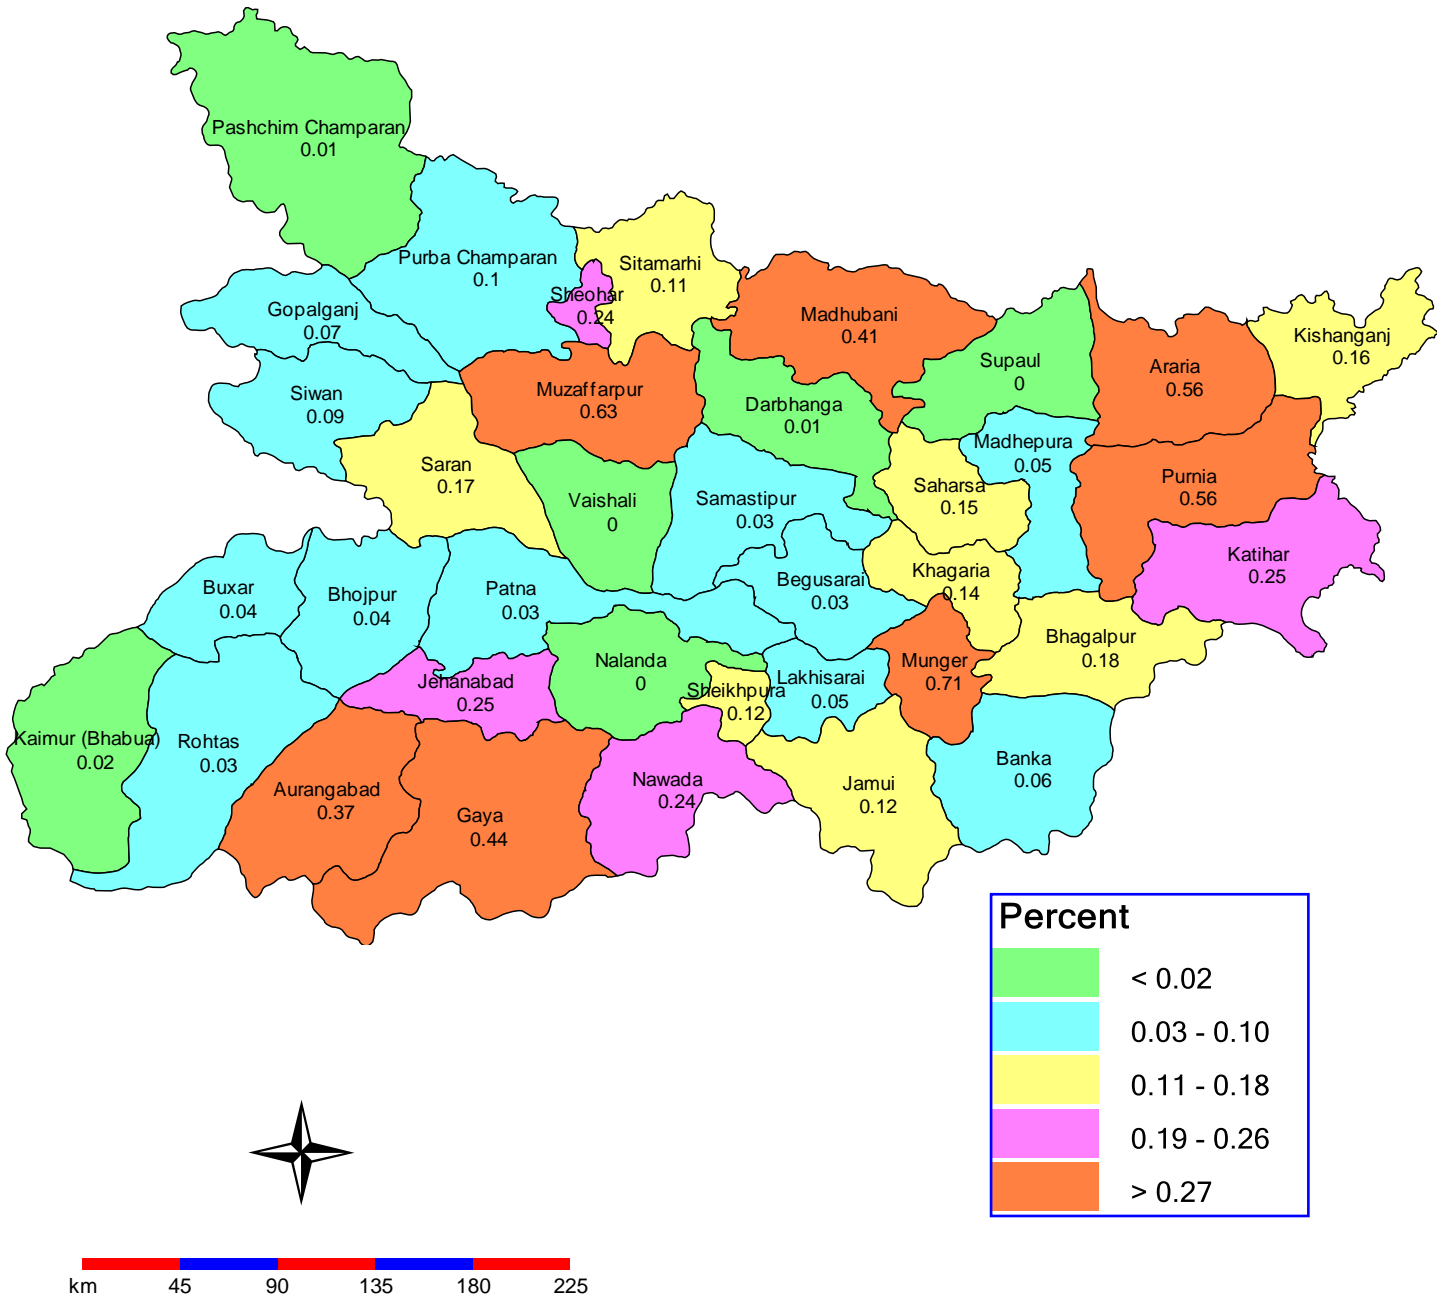 Pashchim Champaran
0.01
Purba Champaran
0.1
Sitamarhi
0.11
Sheohar
0.24
Gopalganj
0.07
Madhubani
0.41
Kishanganj
0.16
Supaul
0
Araria
0.56
Siwan
0.09
Muzaffarpur
0.63
Darbhanga
0.01
Madhepura
0.05
Saran
0.17
Vaishali
0
Samastipur
0.03
Saharsa
0.15
Purnia
0.56
Katihar
0.25
Buxar
0.04
Bhojpur
0.04
Patna
0.03
Begusarai
0.03
Khagaria
0.14
Bhagalpur
0.18
Jehanabad
0.25
Nalanda
0
Sheikhpura
0.12
Lakhisarai
0.05
Munger
0.71
Kaimur (Bhabua)
0.02
Rohtas
0.03
Aurangabad
0.37
Gaya
0.44
Nawada
0.24
Jamui
0.12
Banka
0.06
Percent
< 0.02
0.03 - 0.10
0.11 - 0.18
0.19 - 0.26
> 0.27
km 45 90 135 180 225